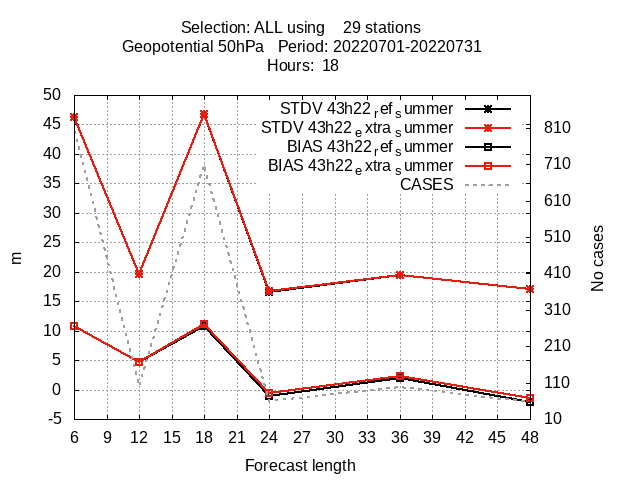 Selection: ALL using    29 stations
Geopotential 50hPa   Period: 20220701-20220731
Hours:  18
STDV 43h22_ref_summer
STDV 43h22_extra_summer
BIAS 43h22_ref_summer
BIAS 43h22_extra_summer
CASES
50
45
40
35
30
25
20
15
10
5
0
-5
m
810
710
610
510
410
310
210
110
10
No cases
6 9 12 15 18 21 24 27 30 33 36 39 42 45 48
Forecast length